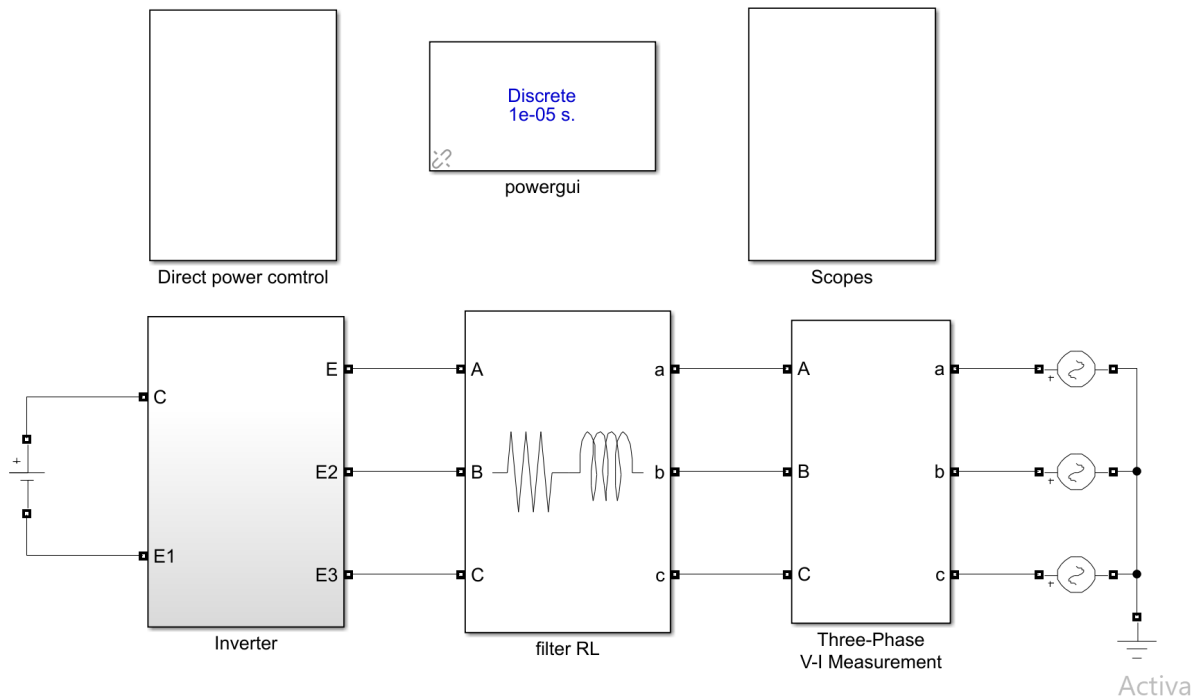 Discrete
1e-05 s.
powergui
Direct power comtrol
Scopes
E
A
a
A
a
+
C
+
E2
B
b
B
b
+
E1
E3
C
c
C
c
+
Inverter
filter RL
Three-Phase
V-I Measurement
Activa